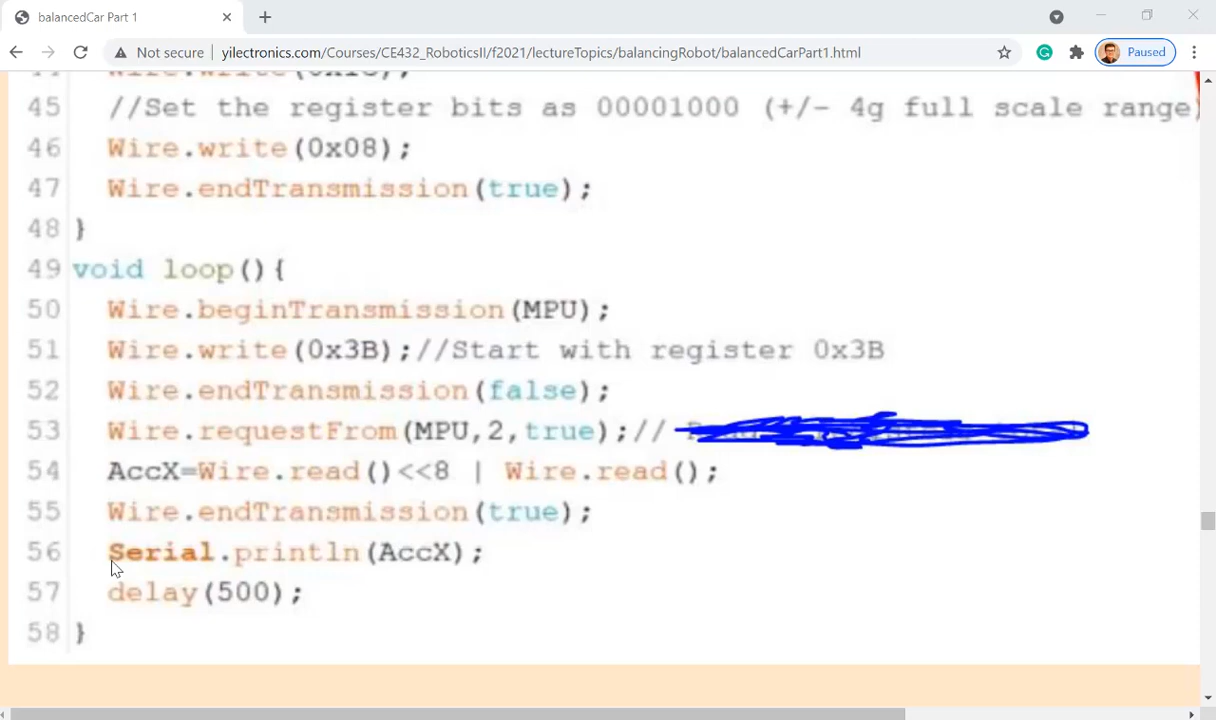 balancedCar Part 1
Not secure | yilectronics.com/Courses/CE432_RoboticsII/f2021/lectureTopics/balancingRobot/balancedCarPart1.html
Paused
45 //Set the register bits as 00001000 (+/- 4g full scale range)
46 Wire.write(0x08);
47 Wire.endTransmission(true);
48 }
49 void loop(){
50 Wire.beginTransmission(MPU);
51 Wire.write(0x3B);//Start with register 0x3B
52 Wire.endTransmission(false);
53 Wire.requestFrom(MPU,2,true);//
54 AccX=Wire.read()<<8 | Wire.read();
55 Wire.endTransmission(true);
56 Serial.println(AccX);
57 delay(500);
58 }